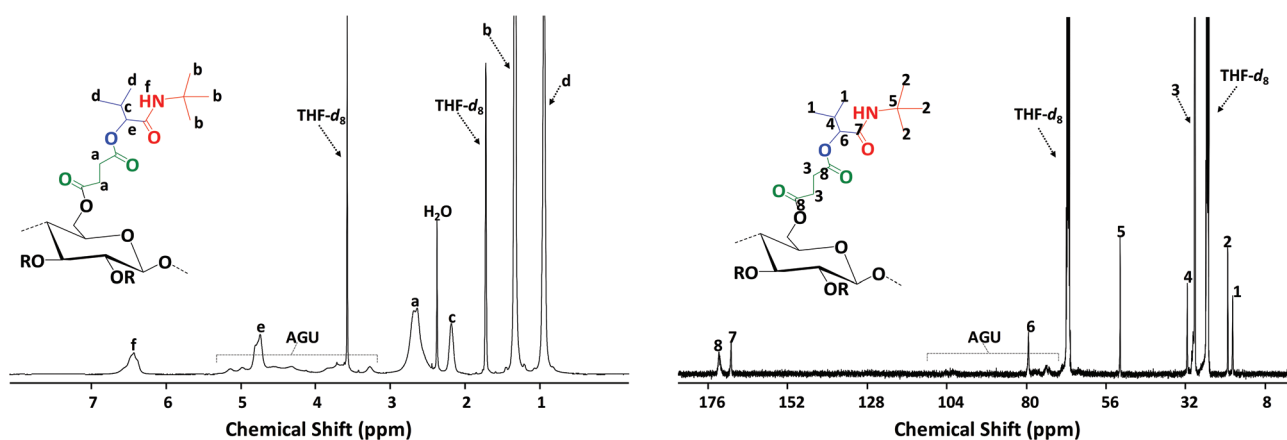 b
THF-d8
THF-d8
d
H2O
a
c
e
AGU
f
d
d
f
b
HN
b
c
b
e
O
O
a
O
a
O
O
O
RO
O
OR
7
6
5
4
3
2
1
Chemical Shift (ppm)
THF-d8
3
THF-d8
5
2
4
1
6
AGU
8
7
1
1
2
HN
5
2
4
7
2
6
O
O
3
8
O
O
3
8
O
O
RO
O
OR
176
152
128
104
80
56
32
8
Chemical Shift (ppm)